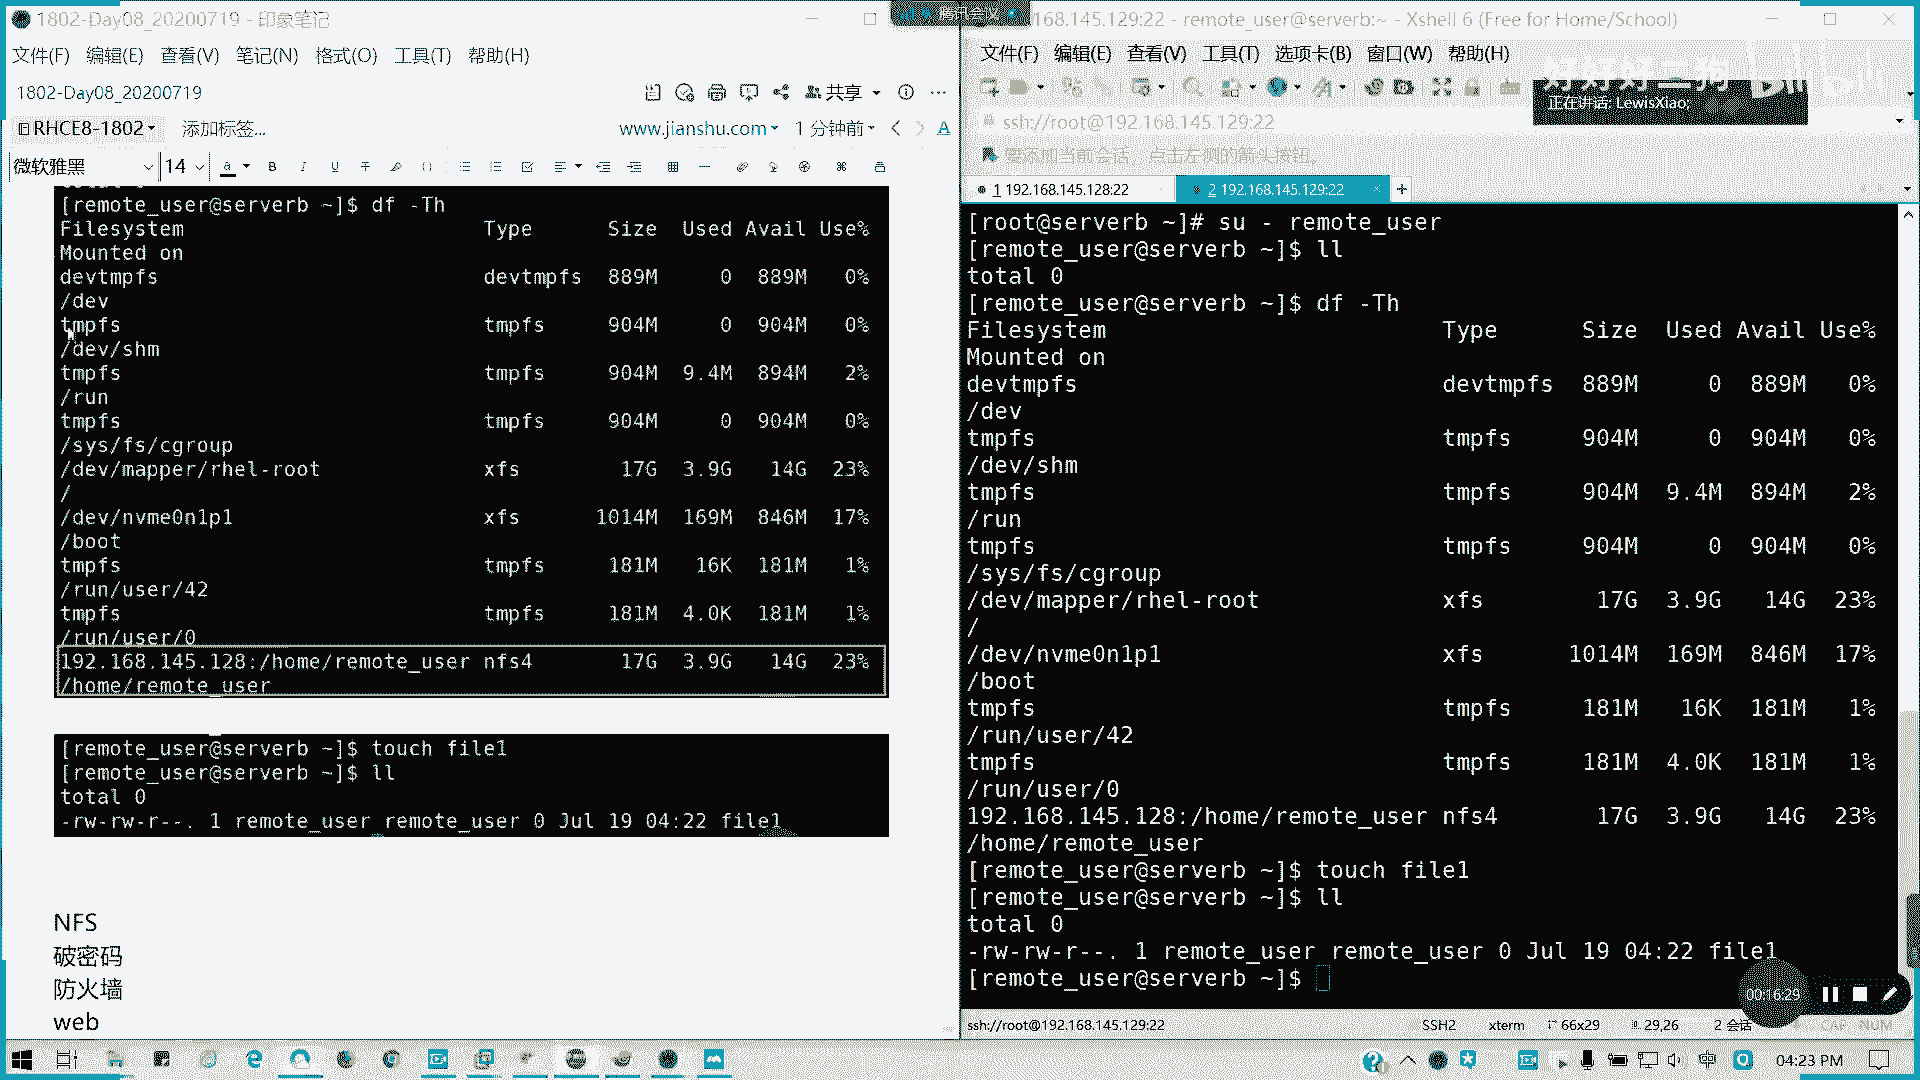 1802-Day08_20200719 - 印象笔记
文件(F) 编辑(E) 查看(V) 笔记(N) 格式(O) 工具(T) 帮助(H)
1802-Day08_20200719
共享
RHCE8-1802 添加标签... www.jianshu.com 1 分钟前
微软雅黑 14
[remote_user@serverb ~]$ df -Th
Filesystem Type Size Used Avail Use%
Mounted on
devtmpfs devtmpfs 889M 0 889M 0%
/dev
tmpfs tmpfs 904M 0 904M 0%
/dev/shm
tmpfs tmpfs 904M 9.4M 894M 2%
/run
tmpfs tmpfs 904M 0 904M 0%
/sys/fs/cgroup
/dev/mapper/rhel-root xfs 17G 3.9G 14G 23%
/
/dev/nvme0n1p1 xfs 1014M 169M 846M 17%
/boot
tmpfs tmpfs 181M 16K 181M 1%
/run/user/42
tmpfs tmpfs 181M 4.0K 181M 1%
/run/user/0
192.168.145.128:/home/remote_user nfs4 17G 3.9G 14G 23%
/home/remote_user
[remote_user@serverb ~]$ touch file1
[remote_user@serverb ~]$ ll
total 0
-rw-rw-r--. 1 remote_user remote_user 0 Jul 19 04:22 file1
NFS
破密码
防火墙
web
腾讯会议
168.145.129:22 - remote_user@serverb:~ - Xshell 6 (Free for Home/School)
文件(F) 编辑(E) 查看(V) 工具(T) 选项卡(B) 窗口(W) 帮助(H)
正在讲话: LewisXiao;
ssh://root@192.168.145.129:22
要添加当前会话，点击左侧的箭头按钮。
1 192.168.145.128:22 2 192.168.145.129:22
[root@serverb ~]# su - remote_user
[remote_user@serverb ~]$ ll
total 0
[remote_user@serverb ~]$ df -Th
Filesystem Type Size Used Avail Use%
Mounted on
devtmpfs devtmpfs 889M 0 889M 0%
/dev
tmpfs tmpfs 904M 0 904M 0%
/dev/shm
tmpfs tmpfs 904M 9.4M 894M 2%
/run
tmpfs tmpfs 904M 0 904M 0%
/sys/fs/cgroup
/dev/mapper/rhel-root xfs 17G 3.9G 14G 23%
/
/dev/nvme0n1p1 xfs 1014M 169M 846M 17%
/boot
tmpfs tmpfs 181M 16K 181M 1%
/run/user/42
tmpfs tmpfs 181M 4.0K 181M 1%
/run/user/0
192.168.145.128:/home/remote_user nfs4 17G 3.9G 14G 23%
/home/remote_user
[remote_user@serverb ~]$ touch file1
[remote_user@serverb ~]$ ll
total 0
-rw-rw-r--. 1 remote_user remote_user 0 Jul 19 04:22 file1
[remote_user@serverb ~]$
00:16:29
ssh://root@192.168.145.129:22 SSH2 xterm 66x29 29,26 2 会话 CAP NUM
04:23 PM